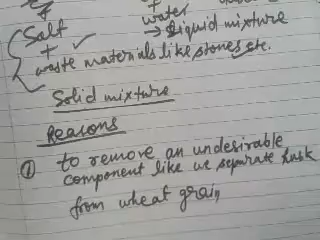 +
water
Salt
→ Liquid mixture
+
waste materials like stones etc.
Solid mixture
Reasons
① to remove an undesirable
component like we separate husk
from wheat grain,